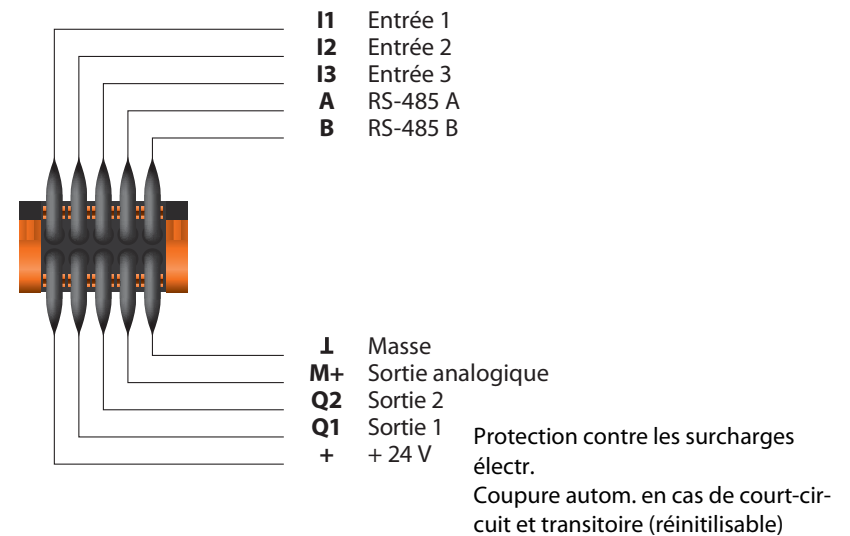 I1 Entrée 1
I2 Entrée 2
I3 Entrée 3
A RS-485 A
B RS-485 B
⊥ Masse
M+ Sortie analogique
Q2 Sortie 2
Q1 Sortie 1
+ + 24 V
Protection contre les surcharges
électr.
Coupure autom. en cas de court-cir-
cuit et transitoire (réinitilisable)